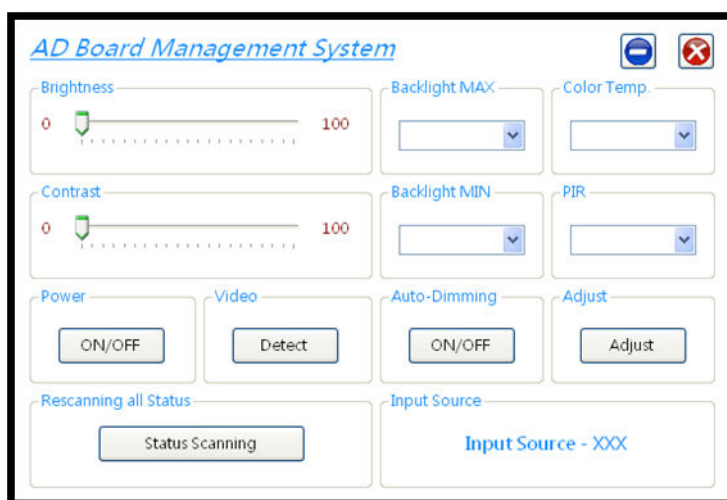 AD Board Management System
Brightness
0 100
Backlight MAX
Color Temp.
Contrast
0 100
Backlight MIN
PIR
Power
ON/OFF
Video
Detect
Auto-Dimming
ON/OFF
Adjust
Adjust
Rescanning all Status
Status Scanning
Input Source
Input Source - XXX